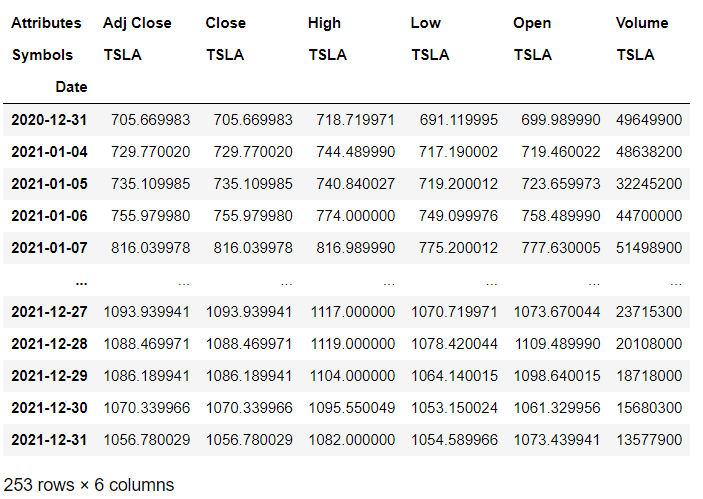 Attributes Adj Close Close High Low Open Volume
Symbols TSLA TSLA TSLA TSLA TSLA TSLA
Date
2020-12-31 705.669983 705.669983 718.719971 691.119995 699.989990 49649900
2021-01-04 729.770020 729.770020 744.489990 717.190002 719.460022 48638200
2021-01-05 735.109985 735.109985 740.840027 719.200012 723.659973 32245200
2021-01-06 755.979980 755.979980 774.000000 749.099976 758.489990 44700000
2021-01-07 816.039978 816.039978 816.989990 775.200012 777.630005 51498900
... ... ... ... ... ... ...
2021-12-27 1093.939941 1093.939941 1117.000000 1070.719971 1073.670044 23715300
2021-12-28 1088.469971 1088.469971 1119.000000 1078.420044 1109.489990 20108000
2021-12-29 1086.189941 1086.189941 1104.000000 1064.140015 1098.640015 18718000
2021-12-30 1070.339966 1070.339966 1095.550049 1053.150024 1061.329956 15680300
2021-12-31 1056.780029 1056.780029 1082.000000 1054.589966 1073.439941 13577900
253 rows × 6 columns